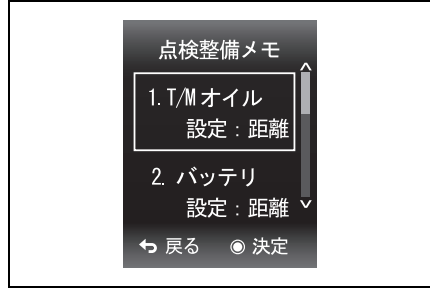 点検整備メモ
1.T/Mオイル
設定：距離
2. バッテリ
設定：距離
戻る ◉ 決定